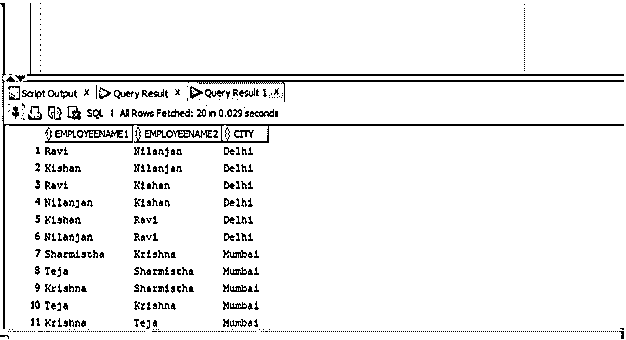 Script Output x Query Result x Query Result 1 x
SQL | All Rows Fetched: 20 in 0.029 seconds
EMPLOYEENAME1 EMPLOYEENAME2 CITY
1 Ravi Nilanjan Delhi
2 Kishan Nilanjan Delhi
3 Ravi Kishan Delhi
4 Nilanjan Kishan Delhi
5 Kishan Ravi Delhi
6 Nilanjan Ravi Delhi
7 Sharmistha Krishna Mumbai
8 Teja Sharmistha Mumbai
9 Krishna Sharmistha Mumbai
10 Teja Krishna Mumbai
11 Krishna Teja Mumbai